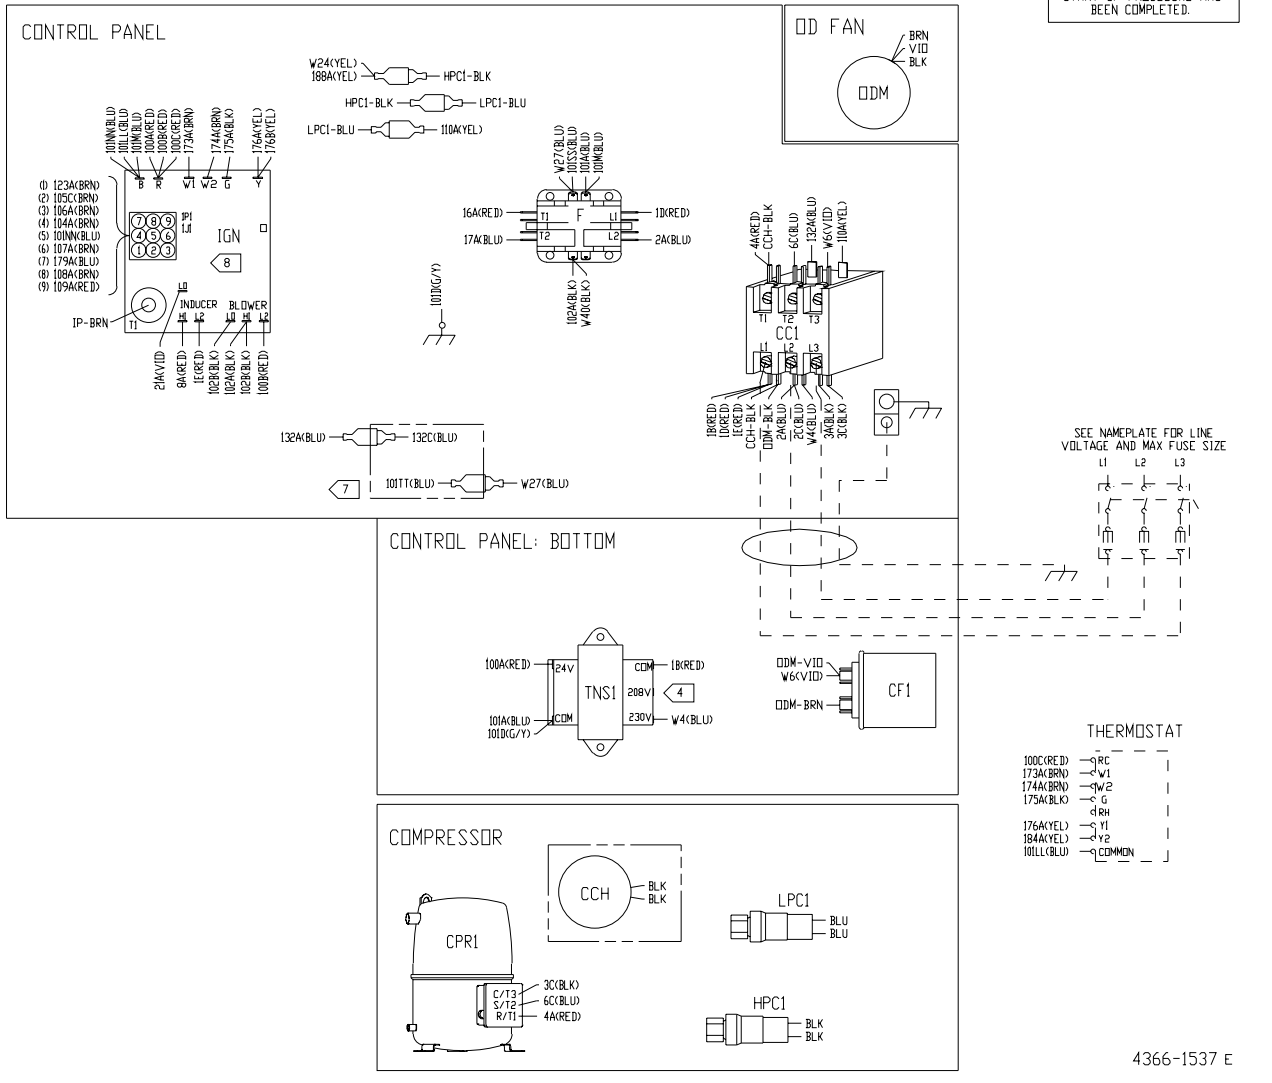 BEEN COMPLETED.
CONTROL PANEL
OD FAN
BRN
VIO
BLK
ODM
W24(YEL)
188A(YEL)
HPC1-BLK
HPC1-BLK
LPC1-BLU
LPC1-BLU
110A(YEL)
101NN(BLU)
101LL(BLU)
101M(BLU)
100A(RED)
100B(RED)
100C(RED)
173A(BRN)
174A(BRN)
175A(BLK)
176A(YEL)
176B(YEL)
B R W1 W2 G Y
(1) 123A(BRN)
(2) 105C(BRN)
(3) 106A(BRN)
(4) 104A(BRN)
(5) 101NN(BLU)
(6) 107A(BRN)
(7) 179A(BLU)
(8) 108A(BRN)
(9) 109A(RED)
7 8 9
4 5 6
1 2 3
1P1
1J1
IGN
8
LO
INDUCER
HI L2
BLOWER
LO HI L2
T1
IP-BRN
21A(VIO)
8A(RED)
1E(RED)
102B(BLK)
102A(BLK)
102B(BLK)
100B(RED)
101D(G/Y)
W27(BLU)
101SS(BLU)
101A(BLU)
101M(BLU)
16A(RED)
17A(BLU)
T1
T2
F
L1
L2
1D(RED)
2A(BLU)
102A(BLK)
W40(BLK)
4A(RED)
CCH-BLK
6C(BLU)
132A(BLU)
W6(VIO)
110A(YEL)
T1 T2 T3
CC1
L1 L2 L3
1B(RED)
1D(RED)
1E(RED)
CCH-BLK
ODM-BLK
2A(BLU)
2C(BLU)
W4(BLU)
3A(BLK)
3C(BLK)
132A(BLU)
132C(BLU)
7
101TT(BLU)
W27(BLU)
SEE NAMEPLATE FOR LINE
VOLTAGE AND MAX FUSE SIZE
L1 L2 L3
CONTROL PANEL: BOTTOM
100A(RED)
101A(BLU)
101D(G/Y)
24V
COM
TNS1
COM
208V
230V
1B(RED)
4
W4(BLU)
ODM-VIO
W6(VIO)
ODM-BRN
CF1
THERMOSTAT
100C(RED) RC
173A(BRN) W1
174A(BRN) W2
175A(BLK) G
RH
176A(YEL) Y1
184A(YEL) Y2
101LL(BLU) COMMON
COMPRESSOR
CCH
BLK
BLK
LPC1
BLU
BLU
CPR1
C/T3
S/T2
R/T1
3C(BLK)
6C(BLU)
4A(RED)
HPC1
BLK
BLK
4366-1537 E